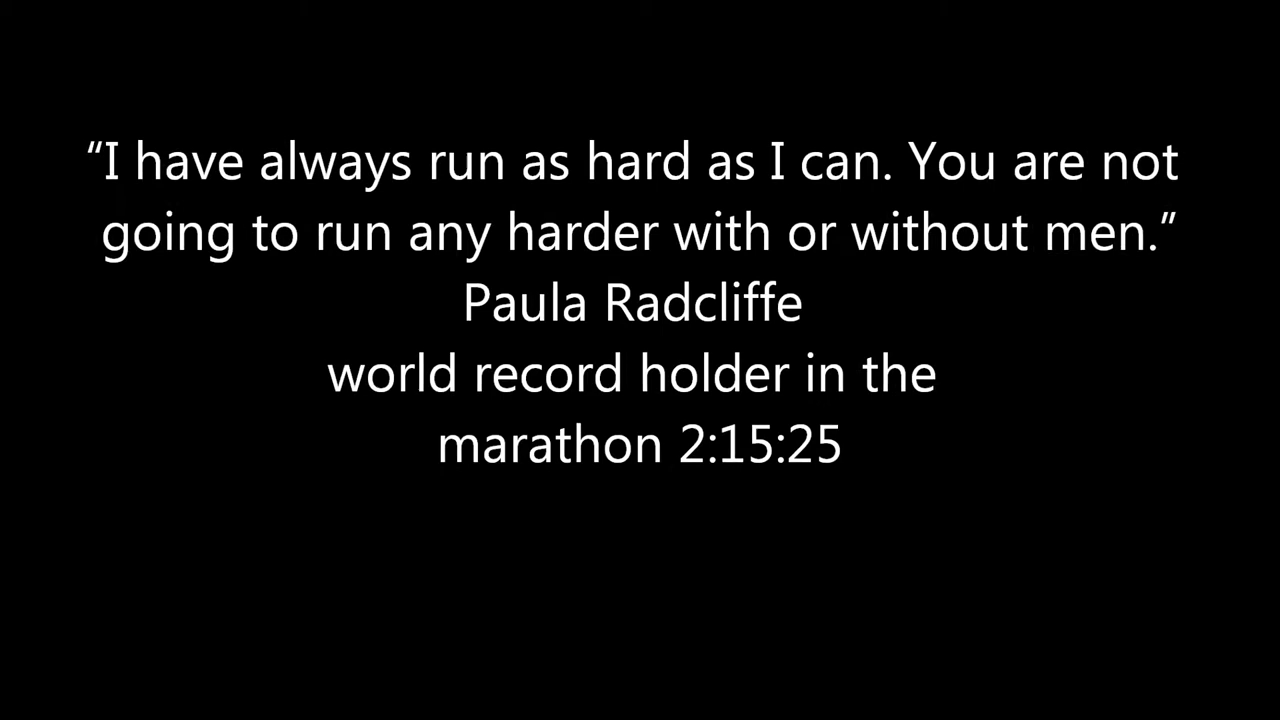 “I have always run as hard as I can. You are not
going to run any harder with or without men.”
Paula Radcliffe
world record holder in the
marathon 2:15:25